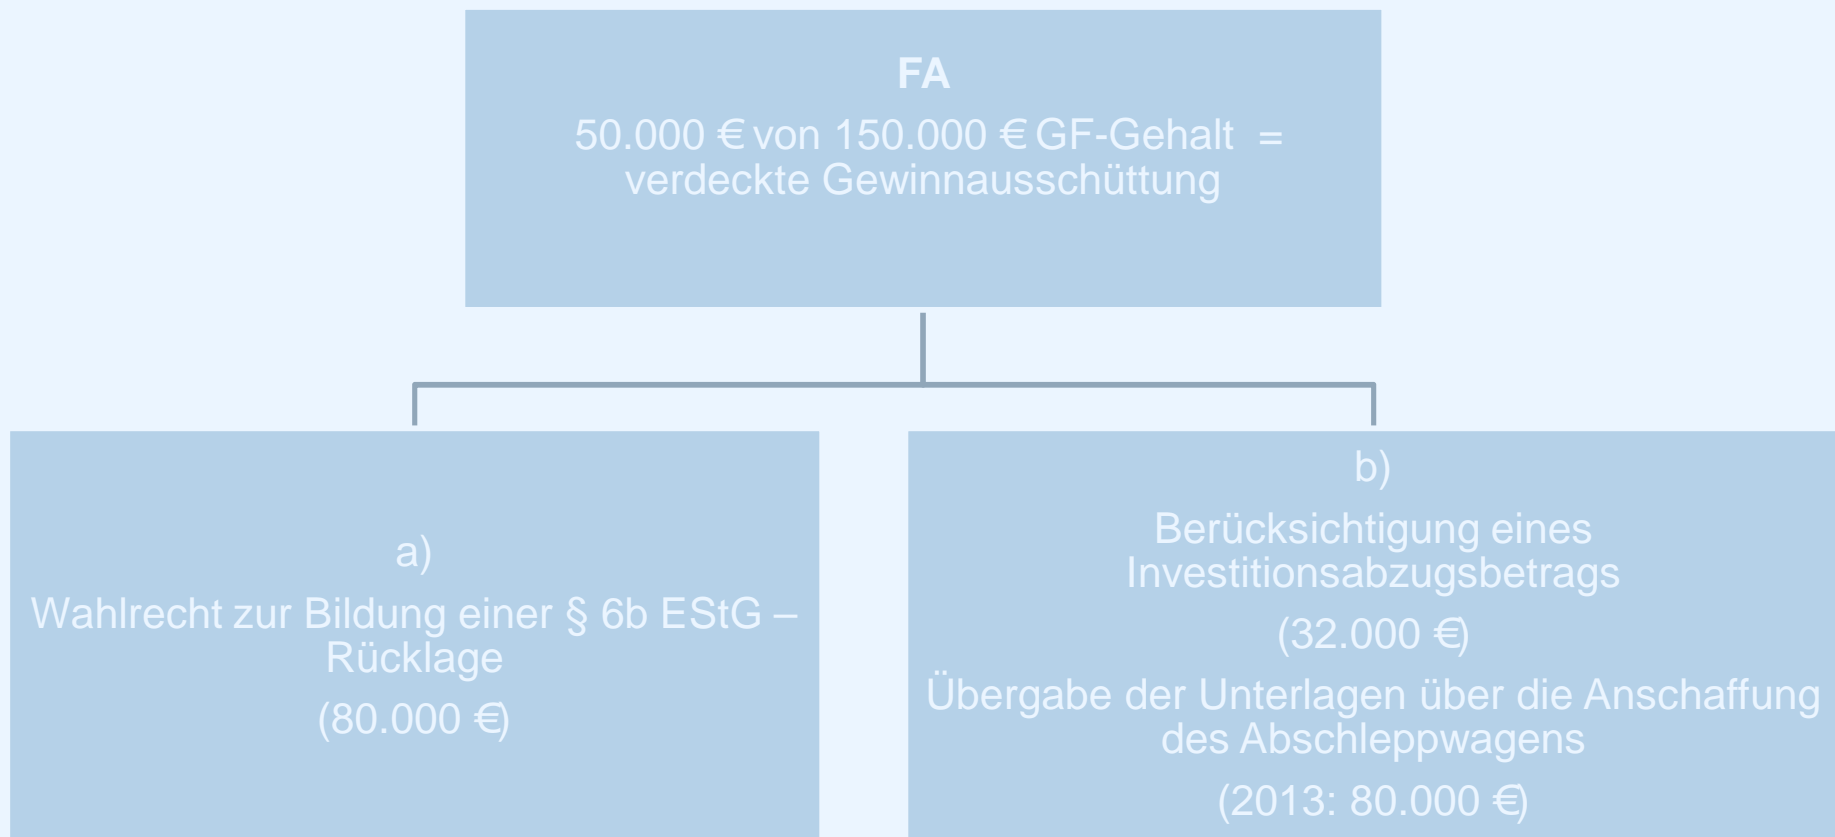 FA
50.000 € von 150.000 € GF-Gehalt =
verdeckte Gewinnausschüttung
a)
Wahlrecht zur Bildung einer § 6b EStG –
Rücklage
(80.000 €)
b)
Berücksichtigung eines
Investitionsabzugsbetrags
(32.000 €)
Übergabe der Unterlagen über die Anschaffung
des Abschleppwagens
(2013: 80.000 €)